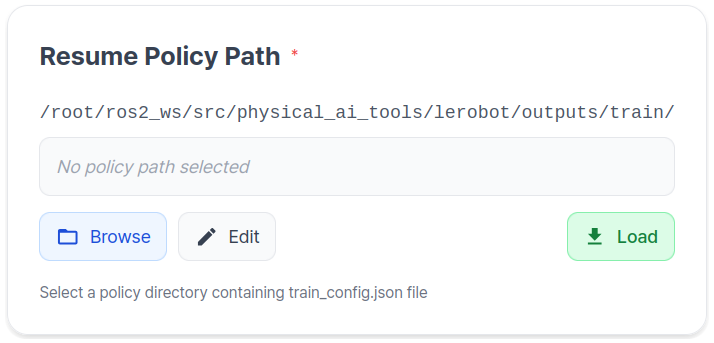 Resume Policy Path *
/root/ros2_ws/src/physical_ai_tools/lerobot/outputs/train/
No policy path selected
Browse Edit Load
Select a policy directory containing train_config.json file